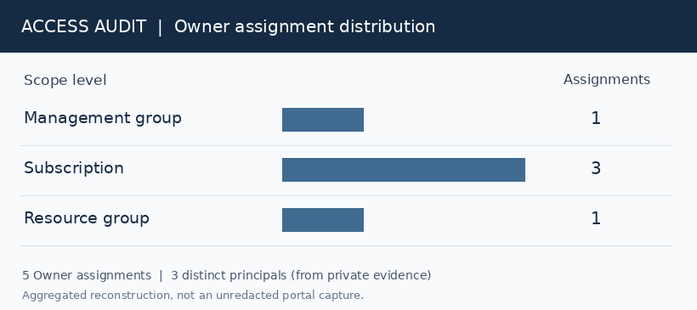 ACCESS AUDIT | Owner assignment distribution
Scope level Assignments
Management group 1
Subscription 3
Resource group 1
5 Owner assignments | 3 distinct principals (from private evidence)
Aggregated reconstruction, not an unredacted portal capture.